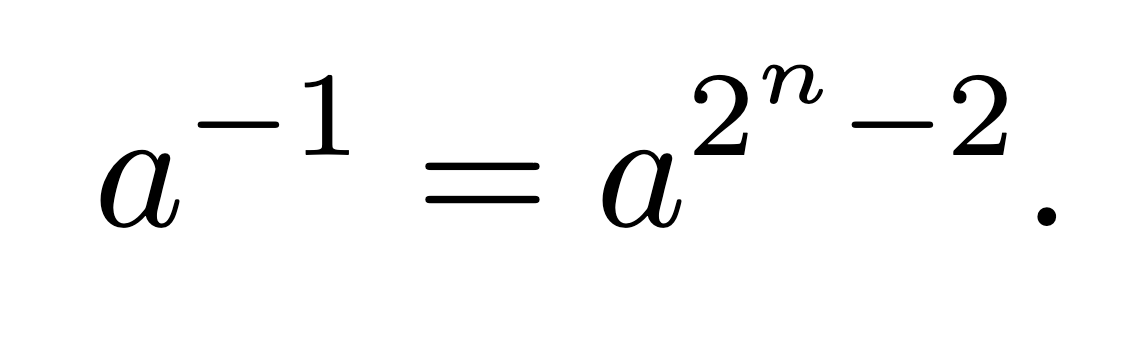 a^{-1} = a^{2^n-2}.